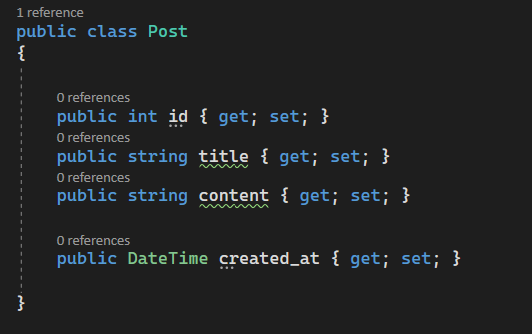 1 reference
public class Post
{
0 references
public int id { get; set; }
0 references
public string title { get; set; }
0 references
public string content { get; set; }
0 references
public DateTime created_at { get; set; }
}